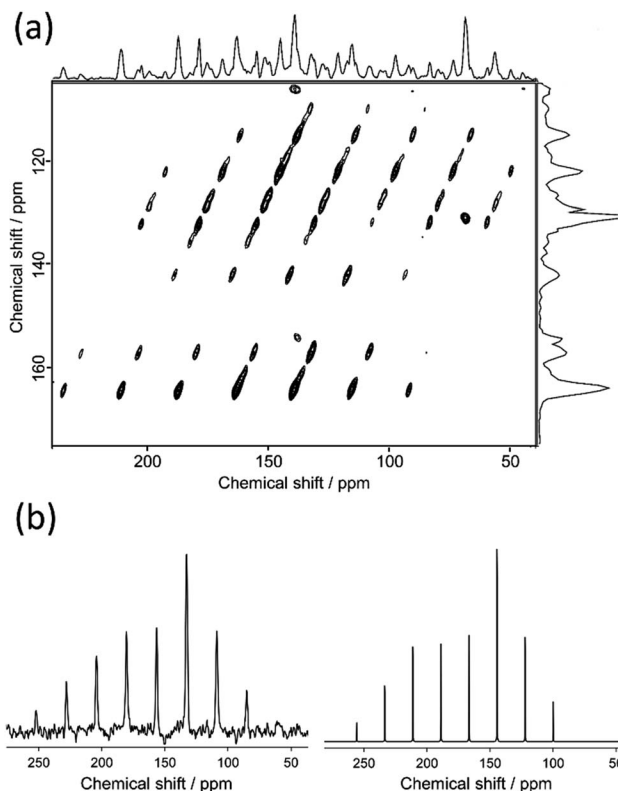 (a)
Chemical shift / ppm
120
140
160
200 150 100 50
Chemical shift / ppm
(b)
250 200 150 100 50
Chemical shift / ppm
250 200 150 100 50
Chemical shift / ppm